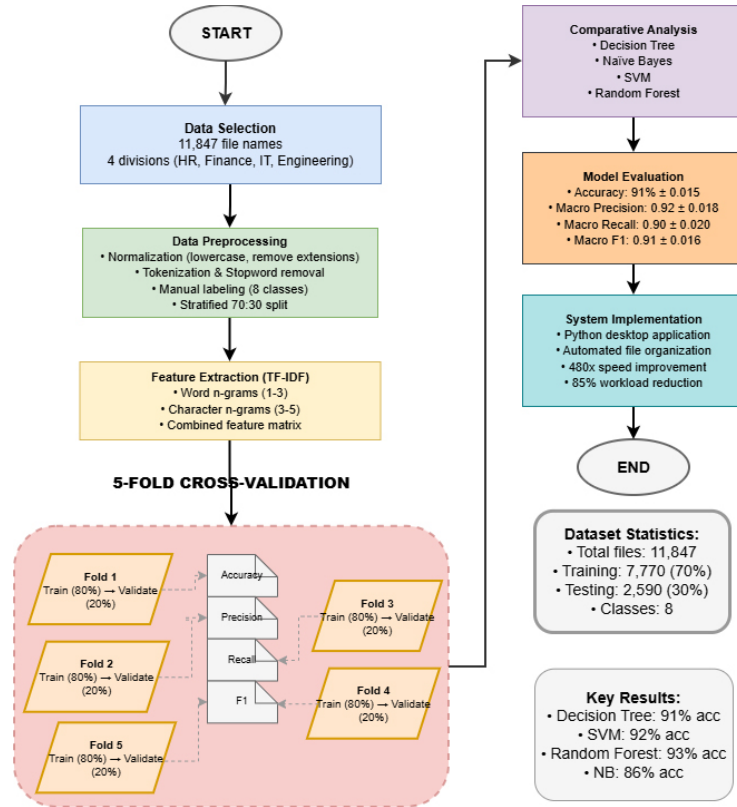 START
Data Selection
11,847 file names
4 divisions (HR, Finance, IT, Engineering)
Data Preprocessing
• Normalization (lowercase, remove extensions)
• Tokenization & Stopword removal
• Manual labeling (8 classes)
• Stratified 70:30 split
Feature Extraction (TF-IDF)
• Word n-grams (1-3)
• Character n-grams (3-5)
• Combined feature matrix
5-FOLD CROSS-VALIDATION
Fold 1
Train (80%) → Validate
(20%)
Fold 2
Train (80%) → Validate
(20%)
Fold 5
Train (80%) → Validate
(20%)
Accuracy
Precision
Recall
F1
Fold 3
Train (80%) → Validate
(20%)
Fold 4
Train (80%) → Validate
(20%)
Comparative Analysis
• Decision Tree
• Naïve Bayes
• SVM
• Random Forest
Model Evaluation
• Accuracy: 91% ± 0.015
• Macro Precision: 0.92 ± 0.018
• Macro Recall: 0.90 ± 0.020
• Macro F1: 0.91 ± 0.016
System Implementation
• Python desktop application
• Automated file organization
• 480x speed improvement
• 85% workload reduction
END
Dataset Statistics:
• Total files: 11,847
• Training: 7,770 (70%)
• Testing: 2,590 (30%)
• Classes: 8
Key Results:
• Decision Tree: 91% acc
• SVM: 92% acc
• Random Forest: 93% acc
• NB: 86% acc